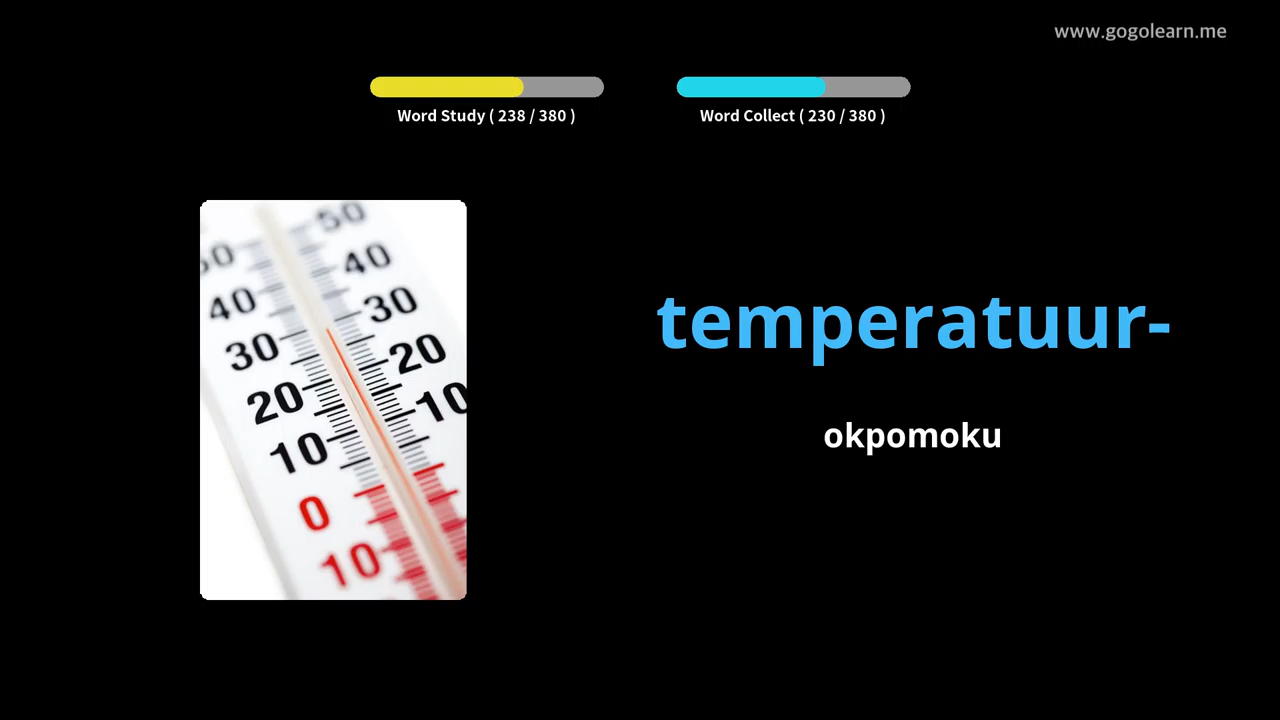 www.gogolearn.me
Word Study ( 238 / 380 )
Word Collect ( 230 / 380 )
50
50
40
40
30
30
20
20
10
10
0
10
temperatuur-
okpomoku